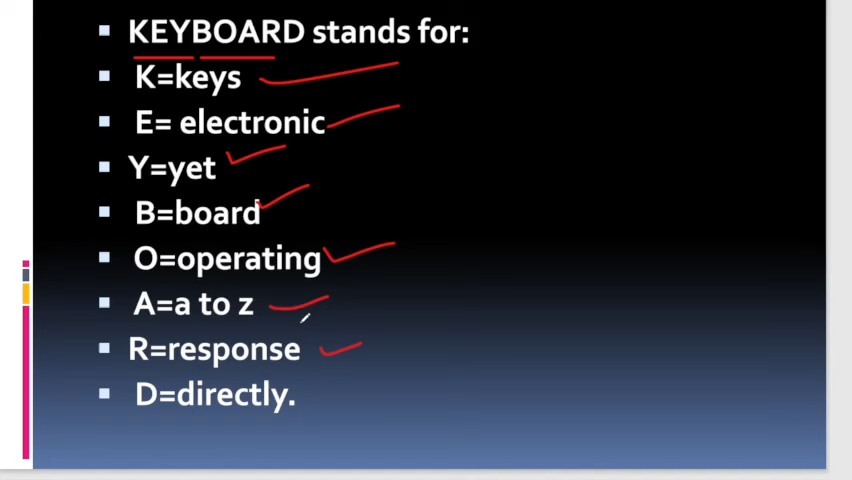 KEYBOARD stands for:
K=keys
E= electronic
Y=yet
B=board
O=operating
A=a to z
R=response
D=directly.